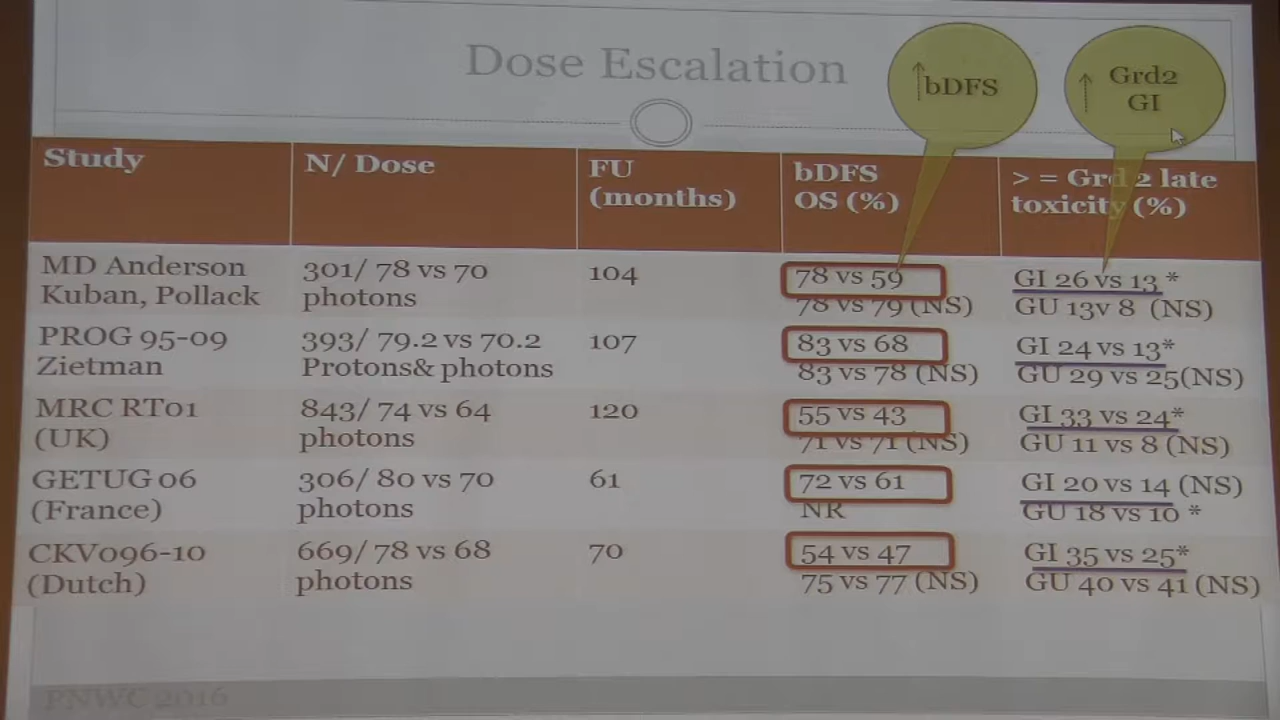 Dose Escalation
↑bDFS
↑ Grd2
GI
Study
N/ Dose
FU
(months)
bDFS
OS (%)
> = Grd 2 late
toxicity (%)
MD Anderson
Kuban, Pollack
301/ 78 vs 70
photons
104
78 vs 59
78 vs 79 (NS)
GI 26 vs 13 *
GU 13v 8 (NS)
PROG 95-09
Zietman
393/ 79.2 vs 70.2
Protons& photons
107
83 vs 68
83 vs 78 (NS)
GI 24 vs 13*
GU 29 vs 25(NS)
MRC RT01
(UK)
843/ 74 vs 64
photons
120
55 vs 43
71 vs 71 (NS)
GI 33 vs 24*
GU 11 vs 8 (NS)
GETUG 06
(France)
306/ 80 vs 70
photons
61
72 vs 61
NR
GI 20 vs 14 (NS)
GU 18 vs 10 *
CKV096-10
(Dutch)
669/ 78 vs 68
photons
70
54 vs 47
75 vs 77 (NS)
GI 35 vs 25*
GU 40 vs 41 (NS)
PNWC 2016